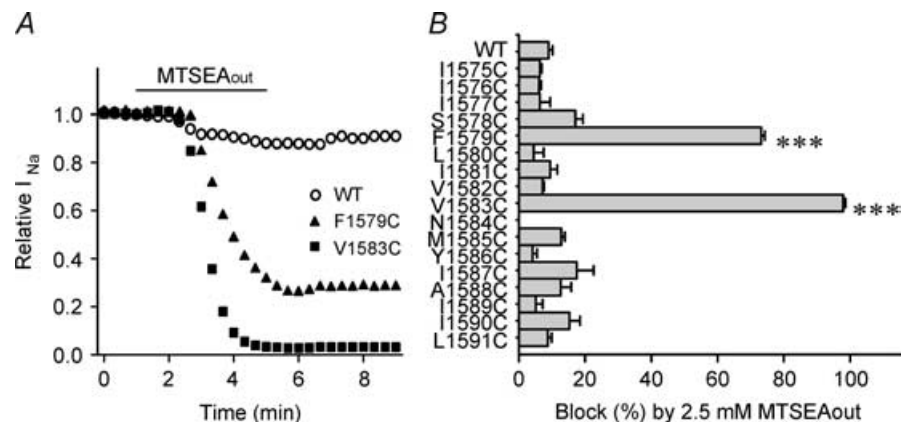 A
MTSEAout
1.0
0.8
0.6
0.4
0.2
0.0
Relative INa
WT
F1579C
V1583C
0
2
4
6
8
Time (min)
B
WT
I1575C
I1576C
I1577C
S1578C
F1579C
L1580C
I1581C
V1582C
V1583C
N1584C
M1585C
Y1586C
I1587C
A1588C
I1589C
I1590C
L1591C
***
***
0
20
40
60
80
100
Block (%) by 2.5 mM MTSEAout